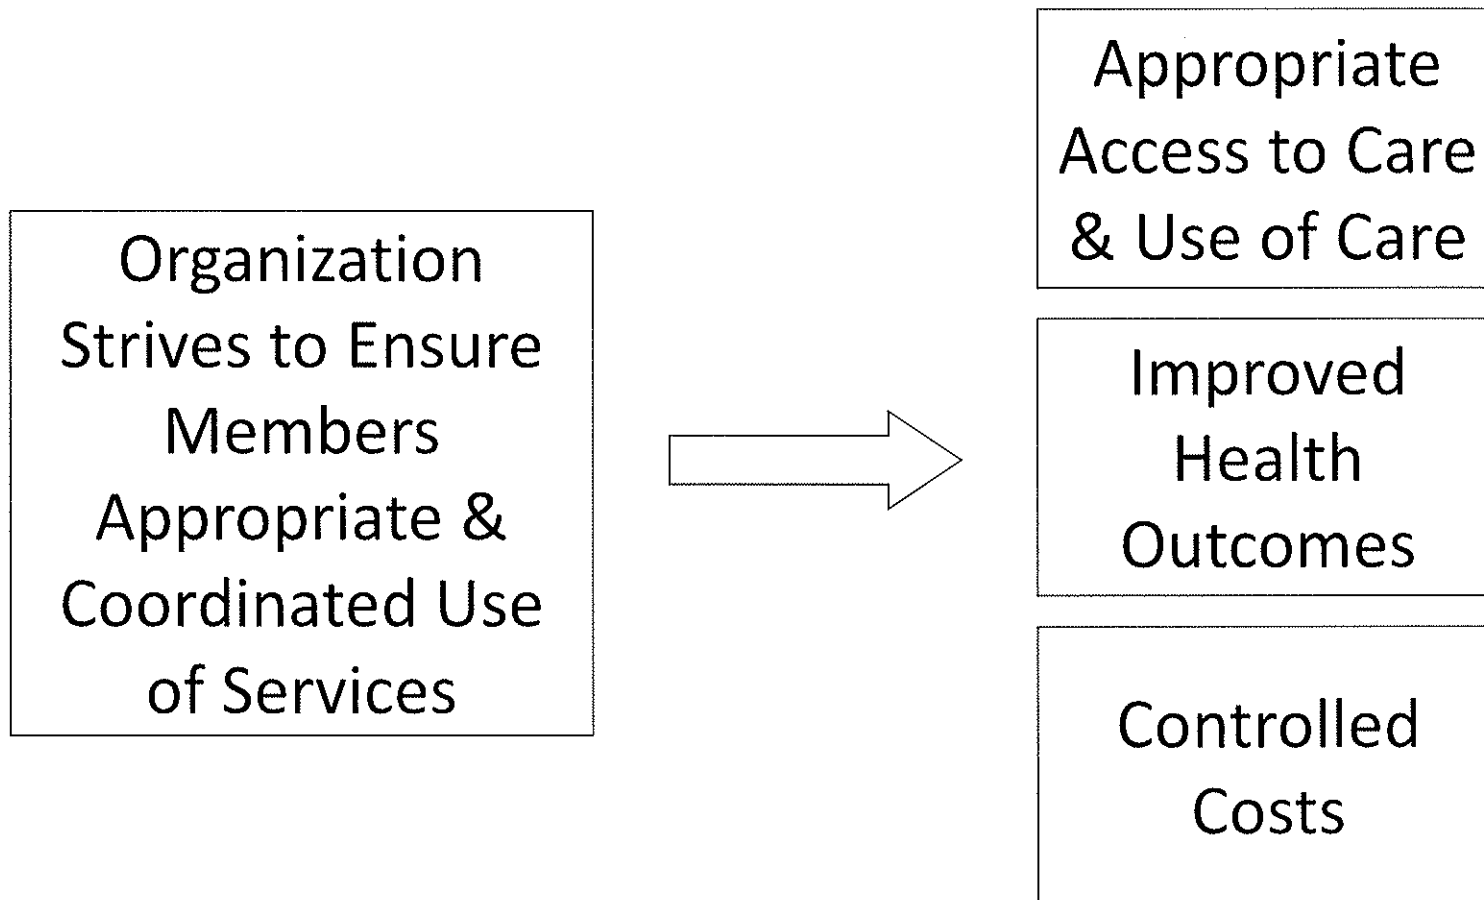 Organization
Strives to Ensure
Members
Appropriate &
Coordinated Use
of Services
Appropriate
Access to Care
& Use of Care
Improved
Health
Outcomes
Controlled
Costs